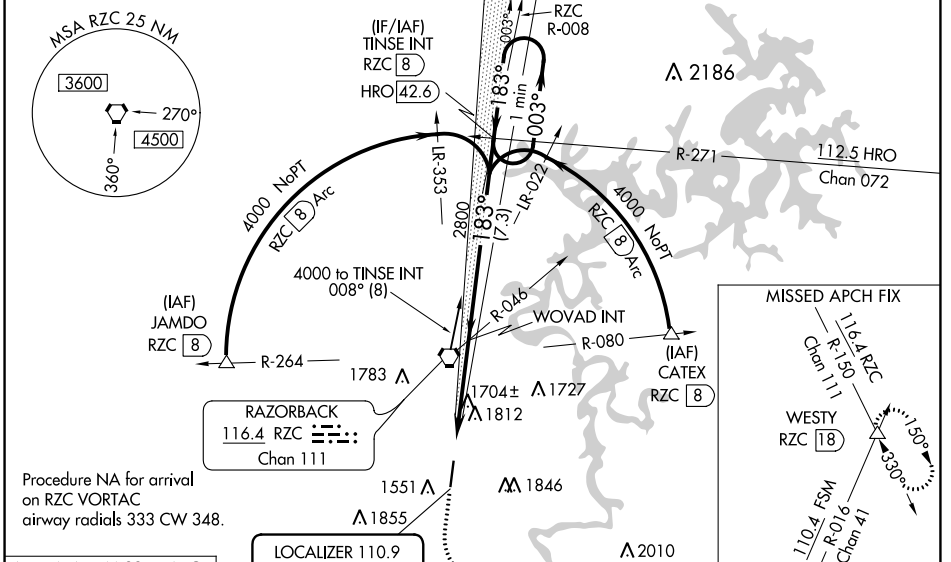 MSA RZC 25 NM
3600
270°
4500
360°
(IF/IAF)
TINSE INT
RZC 8
HRO 42.6
003°
RZC
R-008
183°
1 min
003°
2186
R-271
112.5 HRO
Chan 072
4000 NoPT
RZC 8 Arc
LR-353
2800
183°
(7.3)
LR-022
4000 NoPT
RZC 8 Arc
4000 to TINSE INT
008° (8)
R-046
WOVAD INT
(IAF)
JAMDO
RZC 8
R-264
R-080
(IAF)
CATEX
RZC 8
1783
1704±
1727
1812
RAZORBACK
116.4 RZC
Chan 111
Procedure NA for arrival
on RZC VORTAC
airway radials 333 CW 348.
1551
1846
1855
LOCALIZER 110.9
2010
MISSED APCH FIX
116.4 RZC
R-150
Chan 111
WESTY
RZC 18
150°
330°
110.4 FSM
R-016
Chan 41